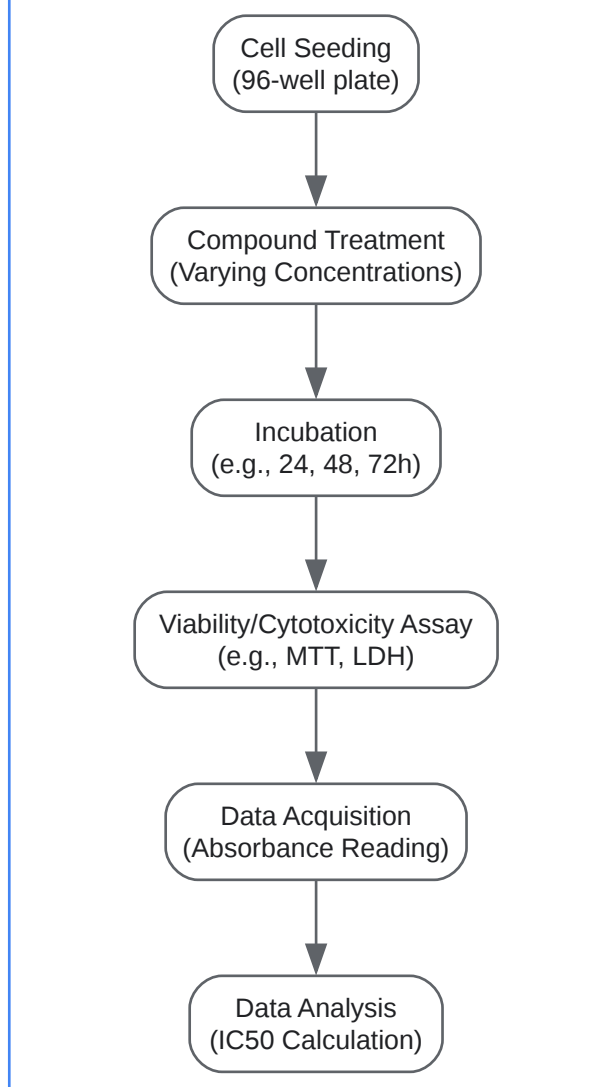 Cell Seeding
(96-well plate)
Compound Treatment
(Varying Concentrations)
Incubation
(e.g., 24, 48, 72h)
Viability/Cytotoxicity Assay
(e.g., MTT, LDH)
Data Acquisition
(Absorbance Reading)
Data Analysis
(IC50 Calculation)